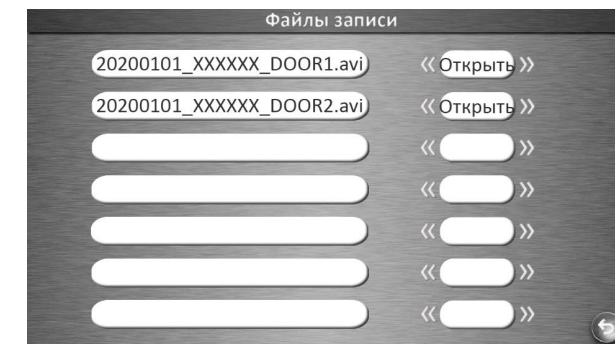 Файлы записи
20200101_XXXXXX_DOOR1.avi « Открыть »
20200101_XXXXXX_DOOR2.avi « Открыть »
« »
« »
« »
« »
« »